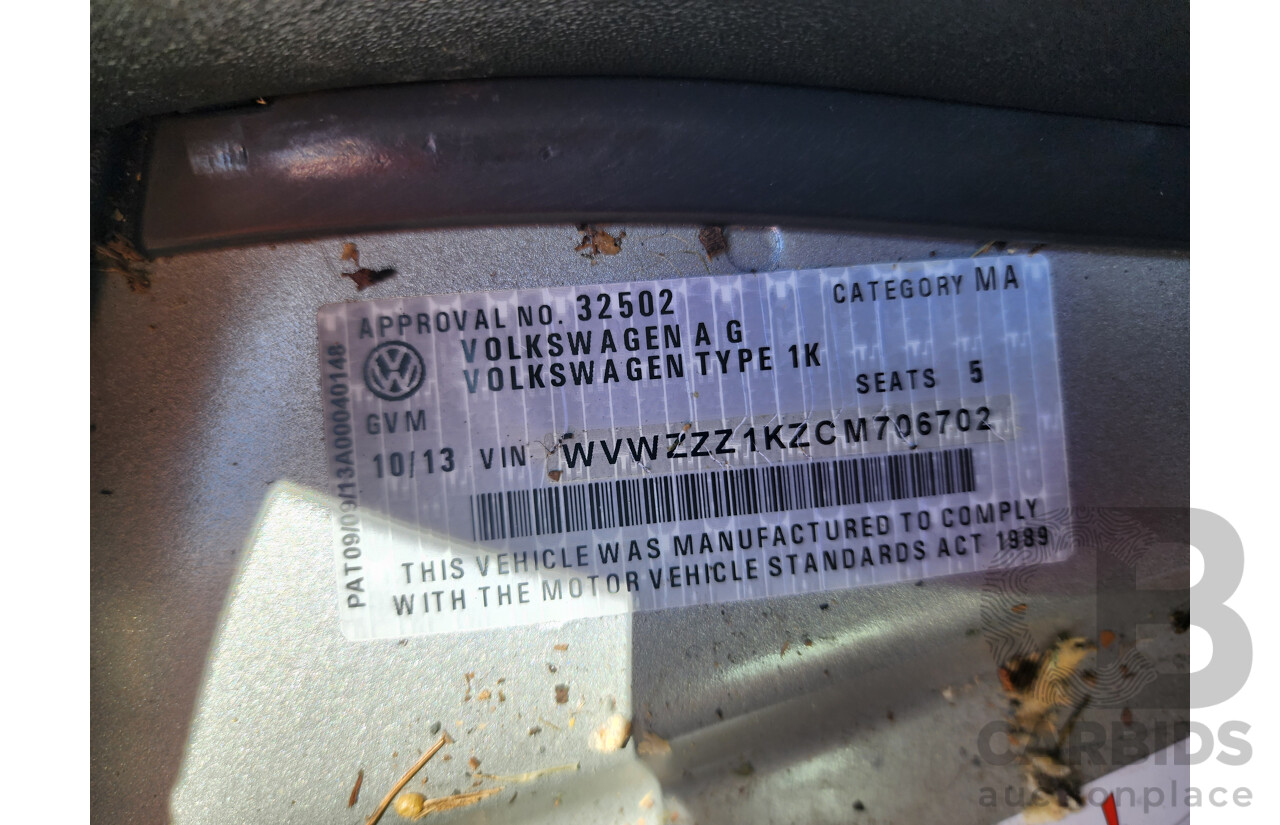 APPROVAL NO. 32502 CATEGORY MA
VOLKSWAGEN A G
VOLKSWAGEN TYPE 1K
SEATS 5
GVM
10/13 VIN WVWZZZ1KZCM706702
THIS VEHICLE WAS MANUFACTURED TO COMPLY
WITH THE MOTOR VEHICLE STANDARDS ACT 1989
PAT09/09/13A00040148
CARBIDS
auctionplace